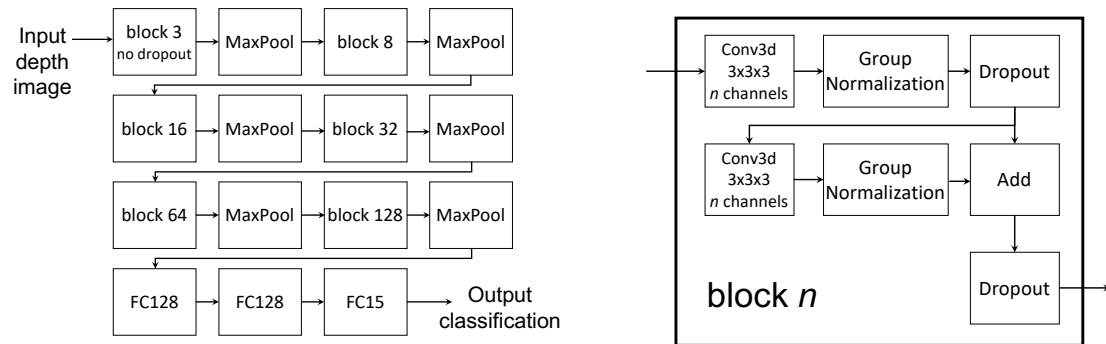 Input
depth
image
block 3
no dropout
MaxPool
block 8
MaxPool
block 16
MaxPool
block 32
MaxPool
block 64
MaxPool
block 128
MaxPool
FC128
FC128
FC15
Output
classification
Conv3d
3x3x3
n channels
Group
Normalization
Dropout
Conv3d
3x3x3
n channels
Group
Normalization
Add
Dropout
block n